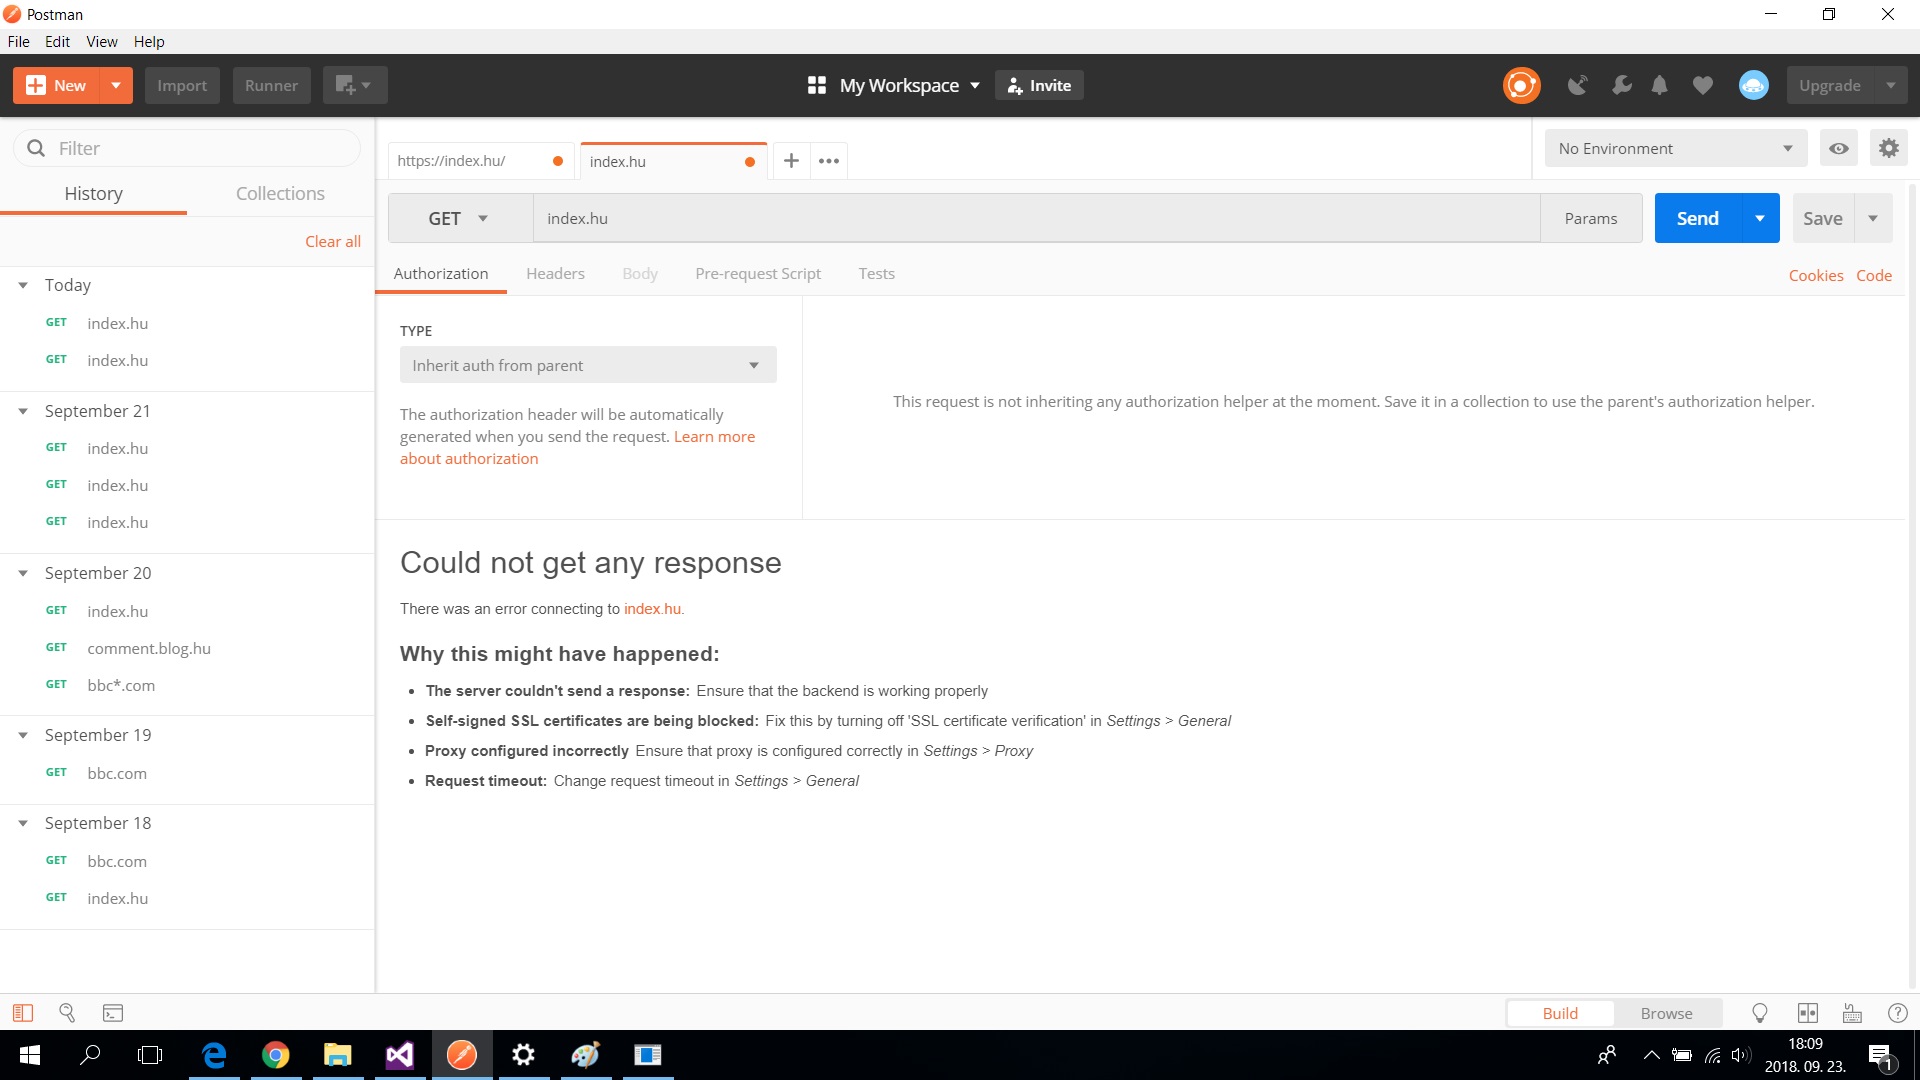 Postman
File Edit View Help
New Import Runner My Workspace Invite Upgrade
Filter
History Collections
Clear all
Today
GET index.hu
GET index.hu
September 21
GET index.hu
GET index.hu
GET index.hu
September 20
GET index.hu
GET comment.blog.hu
GET bbc*.com
September 19
GET bbc.com
September 18
GET bbc.com
GET index.hu
https://index.hu/ index.hu
No Environment
GET index.hu Params Send Save
Authorization Headers Body Pre-request Script Tests Cookies Code
TYPE
Inherit auth from parent
The authorization header will be automatically
generated when you send the request. Learn more
about authorization
This request is not inheriting any authorization helper at the moment. Save it in a collection to use the parent's authorization helper.
Could not get any response
There was an error connecting to index.hu.
Why this might have happened:
• The server couldn't send a response: Ensure that the backend is working properly
• Self-signed SSL certificates are being blocked: Fix this by turning off 'SSL certificate verification' in Settings > General
• Proxy configured incorrectly Ensure that proxy is configured correctly in Settings > Proxy
• Request timeout: Change request timeout in Settings > General
Build Browse
18:09
2018. 09. 23.
1